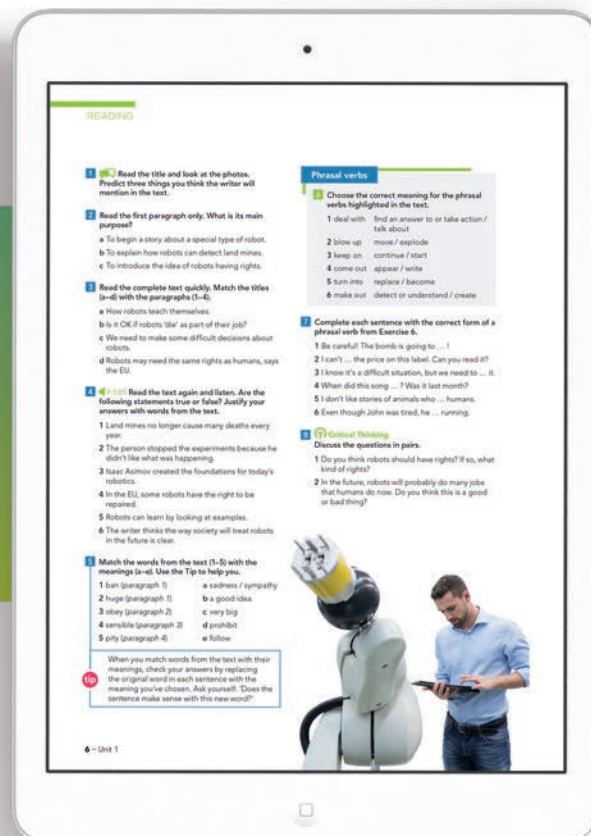 READING
1 Read the title and look at the photos.
Predict three things you think the writer will
mention in the text.
2 Read the first paragraph only. What is its main
purpose?
a To begin a story about a special type of robot.
b To explain how robots can detect land mines.
c To introduce the idea of robots having rights.
3 Read the complete text quickly. Match the titles
(a–d) with the paragraphs (1–4).
a How robots teach themselves.
b Is it OK if robots 'die' as part of their job?
c We need to make some difficult decisions about
robots.
d Robots may need the same rights as humans, says
the EU.
4 Read the text again and listen. Are the
following statements true or false? Justify your
answers with words from the text.
1 Land mines no longer cause many deaths every
year.
2 The person stopped the experiments because he
didn't like what was happening.
3 Isaac Asimov created the foundations for today's
robotics.
4 In the EU, some robots have the right to be
repaired.
5 Robots can learn by looking at examples.
6 The writer thinks the way society will treat robots
in the future is clear.
5 Match the words from the text (1–5) with the
meanings (a–e). Use the Tip to help you.
1 ban (paragraph 1) a sadness / sympathy
2 huge (paragraph 1) b a good idea
3 obey (paragraph 2) c very big
4 sensible (paragraph 3) d prohibit
5 pity (paragraph 4) e follow
tip
When you match words from the text with their
meanings, check your answers by replacing
the original word in each sentence with the
meaning you've chosen. Ask yourself: 'Does the
sentence make sense with this new word?'
6 – Unit 1
Phrasal verbs
6 Choose the correct meaning for the phrasal
verbs highlighted in the text.
1 deal with find an answer to or take action /
talk about
2 blow up move / explode
3 keep on continue / start
4 come out appear / write
5 turn into replace / become
6 make out detect or understand / create
7 Complete each sentence with the correct form of a
phrasal verb from Exercise 6.
1 Be careful! The bomb is going to ... !
2 I can't ... the price on this label. Can you read it?
3 I know it's a difficult situation, but we need to ... it.
4 When did this song ... ? Was it last month?
5 I don't like stories of animals who ... humans.
6 Even though John was tired, he ... running.
8 Critical Thinking
Discuss the questions in pairs.
1 Do you think robots should have rights? If so, what
kind of rights?
2 In the future, robots will probably do many jobs
that humans do now. Do you think this is a good
or bad thing?